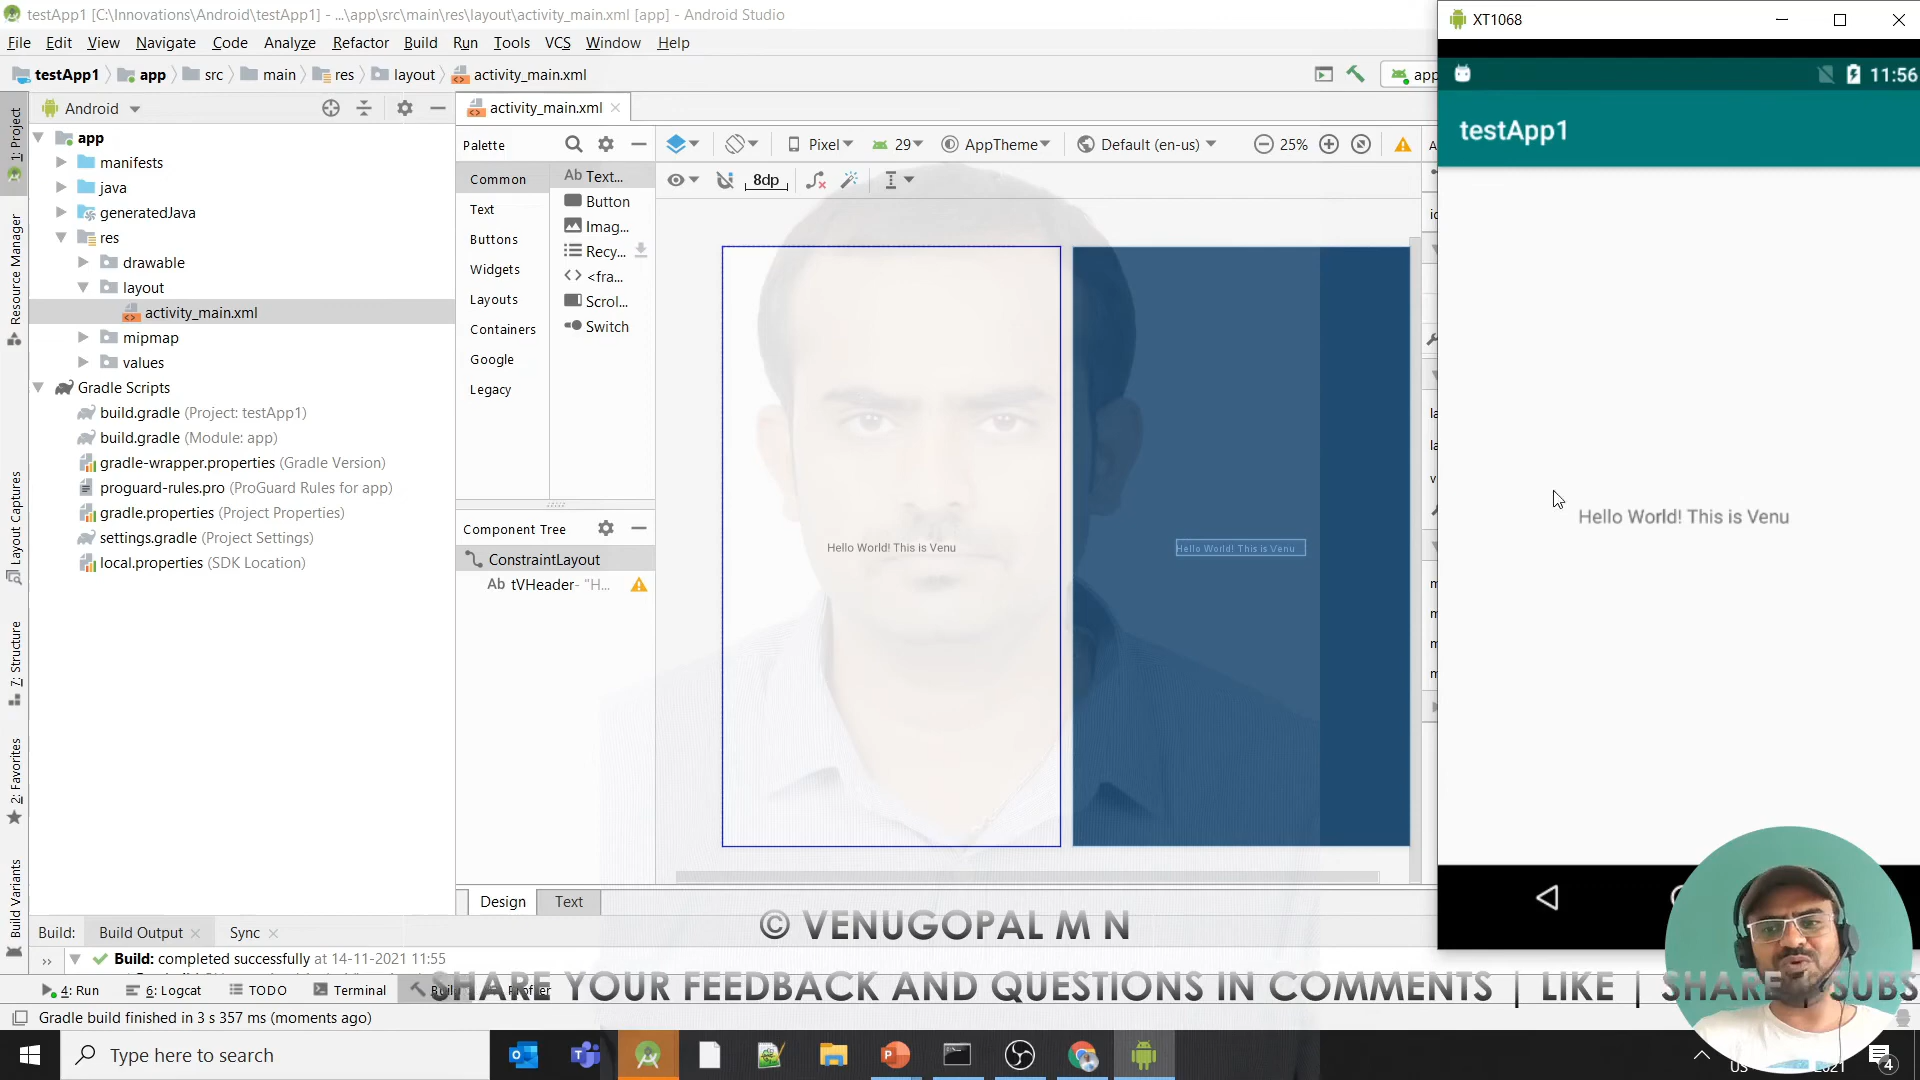 testApp1 [C:\Innovations\Android\testApp1] - ...\app\src\main\res\layout\activity_main.xml [app] - Android Studio
File Edit View Navigate Code Analyze Refactor Build Run Tools VCS Window Help
testApp1 app src main res layout activity_main.xml
app
1: Project
Resource Manager
Layout Captures
7: Structure
2: Favorites
Build Variants
Android
app
manifests
java
generatedJava
res
drawable
layout
activity_main.xml
mipmap
values
Gradle Scripts
build.gradle (Project: testApp1)
build.gradle (Module: app)
gradle-wrapper.properties (Gradle Version)
proguard-rules.pro (ProGuard Rules for app)
gradle.properties (Project Properties)
settings.gradle (Project Settings)
local.properties (SDK Location)
activity_main.xml
Palette
Common
Text
Buttons
Widgets
Layouts
Containers
Google
Legacy
Ab Text...
Button
Imag...
Recy...
<fra...
Scrol...
Switch
Component Tree
ConstraintLayout
Ab tVHeader- "H...
Pixel 29 AppTheme Default (en-us) 25%
8dp
Hello World! This is Venu
Hello World! This is Venu
Design Text
XT1068
11:56
testApp1
Hello World! This is Venu
Build: Build Output Sync
Build: completed successfully at 14-11-2021 11:55
4: Run 6: Logcat TODO Terminal
© VENUGOPAL M N
SHARE YOUR FEEDBACK AND QUESTIONS IN COMMENTS | LIKE | SHARE | SUBS
Gradle build finished in 3 s 357 ms (moments ago)
Type here to search
US
2021
4